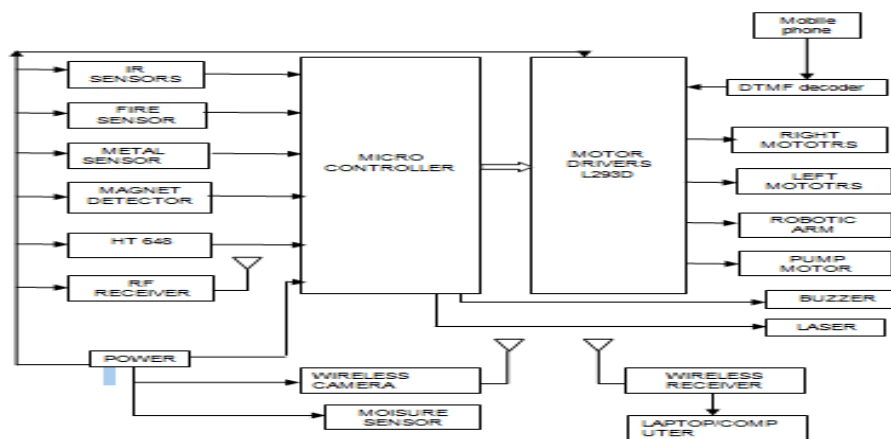 Mobile
phone
IR
SENSORS
DTMF decoder
FIRE
SENSOR
RIGHT
MOTOTRS
METAL
SENSOR
MICRO
CONTROLLER
MOTOR
DRIVERS
L293D
LEFT
MOTOTRS
MAGNET
DETECTOR
ROBOTIC
ARM
HT 648
PUMP
MOTOR
RF
RECEIVER
BUZZER
LASER
POWER
WIRELESS
CAMERA
WIRELESS
RECEIVER
MOISURE
SENSOR
LAPTOP/COMP
UTER